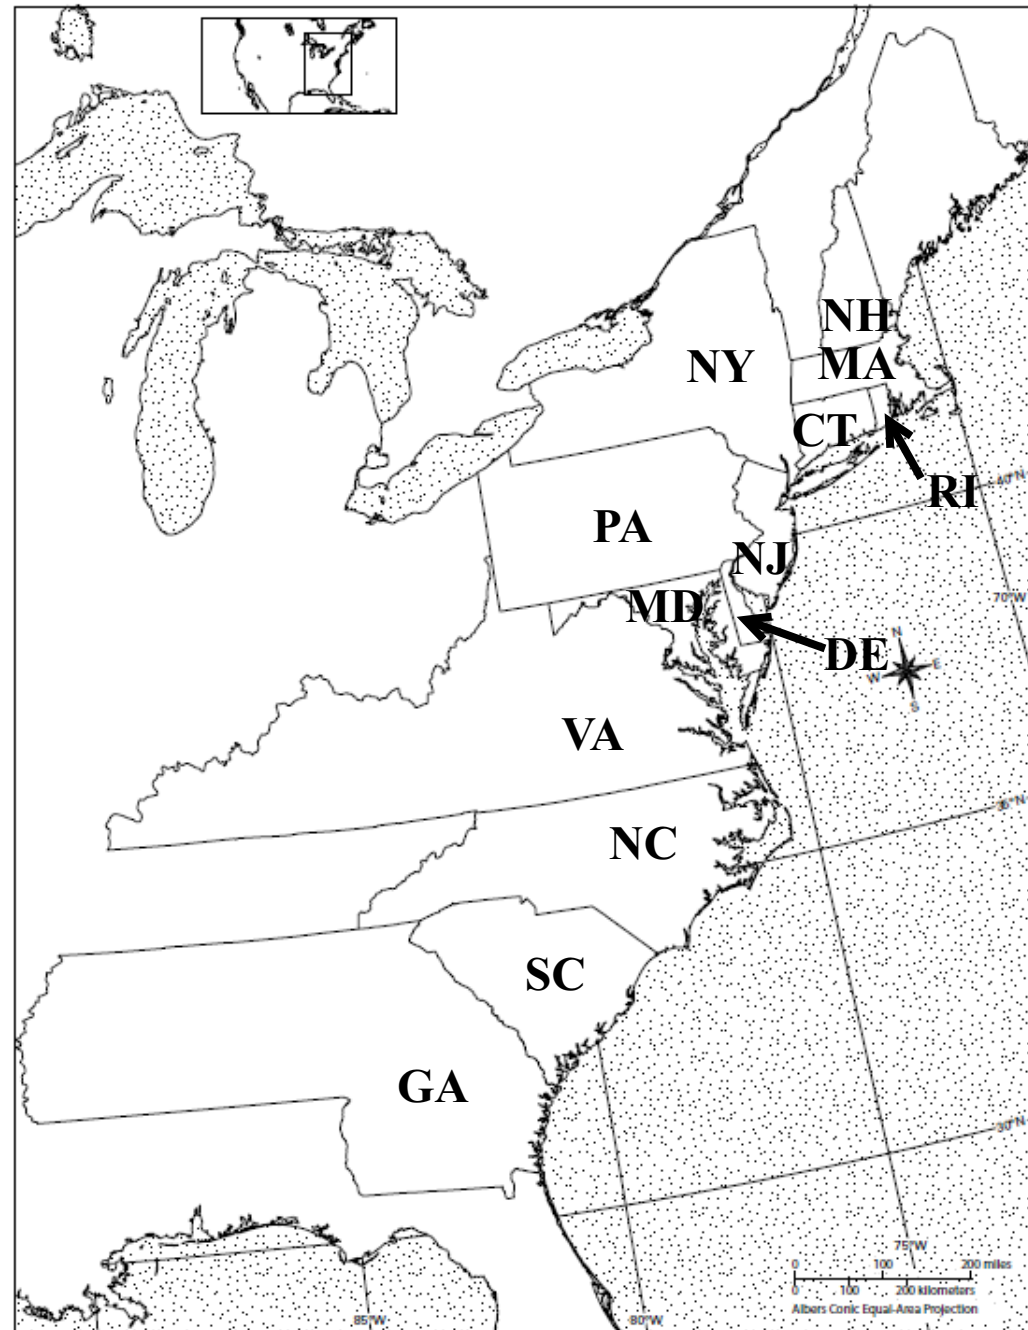 NH
MA
NY
CT
RI
40°N
PA
NJ
MD
70°W
DE
N
W
E
S
VA
35°N
NC
SC
GA
30°N
75°W
0 100 200 miles
0 100 200 kilometers
Albers Conic Equal-Area Projection
85°W
80°W